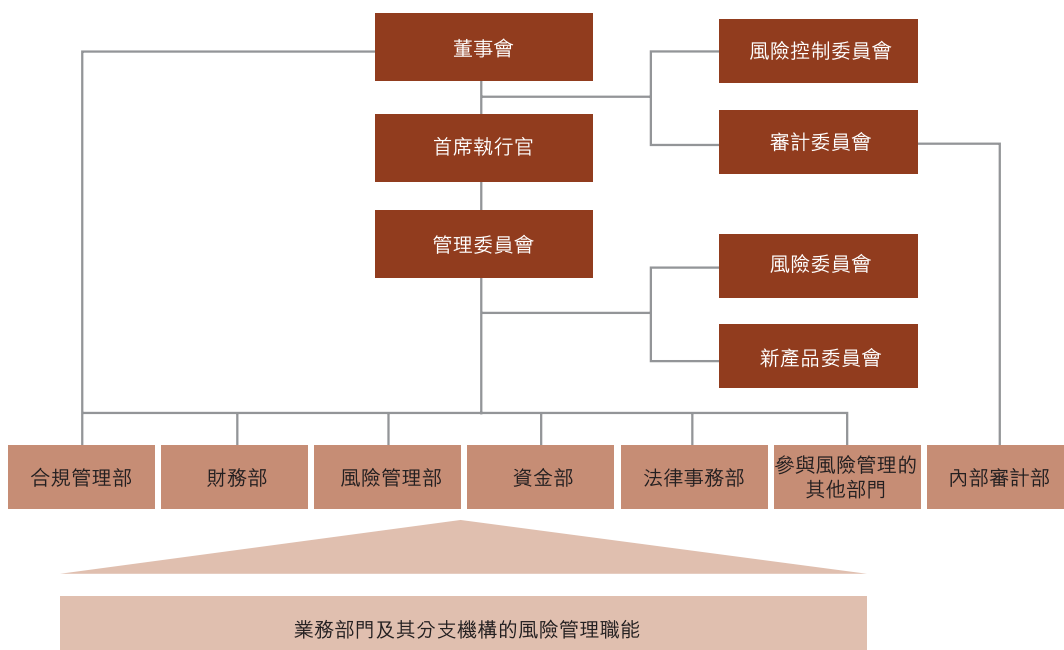 董事會
風險控制委員會
首席執行官
審計委員會
管理委員會
風險委員會
新產品委員會
合規管理部
財務部
風險管理部
資金部
法律事務部
參與風險管理的
其他部門
內部審計部
業務部門及其分支機構的風險管理職能